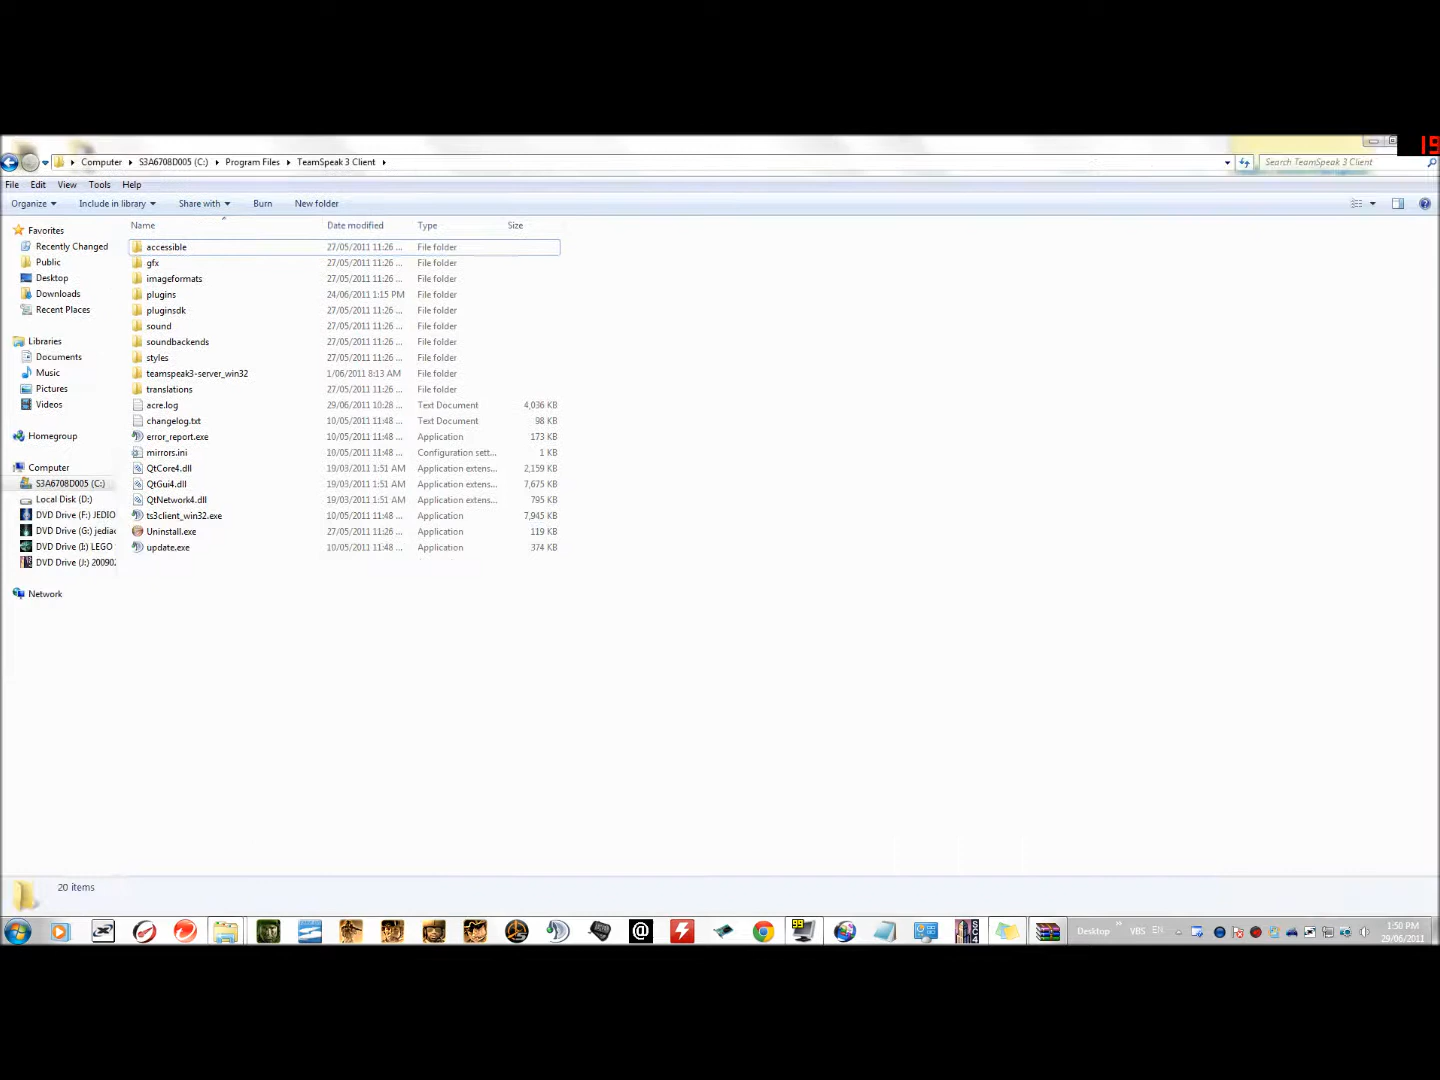 19
Computer S3A6708D005 (C:) Program Files TeamSpeak 3 Client Search TeamSpeak 3 Client
File Edit View Tools Help
Organize Include in library Share with Burn New folder
Name Date modified Type Size
Favorites
Recently Changed
Public
Desktop
Downloads
Recent Places
Libraries
Documents
Music
Pictures
Videos
Homegroup
Computer
S3A6708D005 (C:)
Local Disk (D:)
DVD Drive (F:) JEDIO
DVD Drive (G:) jediac
DVD Drive (I:) LEGO
DVD Drive (J:) 20090
Network
accessible 27/05/2011 11:26 ... File folder
gfx 27/05/2011 11:26 ... File folder
imageformats 27/05/2011 11:26 ... File folder
plugins 24/06/2011 1:15 PM File folder
pluginsdk 27/05/2011 11:26 ... File folder
sound 27/05/2011 11:26 ... File folder
soundbackends 27/05/2011 11:26 ... File folder
styles 27/05/2011 11:26 ... File folder
teamspeak3-server_win32 1/06/2011 8:13 AM File folder
translations 27/05/2011 11:26 ... File folder
acre.log 29/06/2011 10:28 ... Text Document 4,036 KB
changelog.txt 10/05/2011 11:48 ... Text Document 98 KB
error_report.exe 10/05/2011 11:48 ... Application 173 KB
mirrors.ini 10/05/2011 11:48 ... Configuration sett... 1 KB
QtCore4.dll 19/03/2011 1:51 AM Application extens... 2,159 KB
QtGui4.dll 19/03/2011 1:51 AM Application extens... 7,675 KB
QtNetwork4.dll 19/03/2011 1:51 AM Application extens... 795 KB
ts3client_win32.exe 10/05/2011 11:48 ... Application 7,945 KB
Uninstall.exe 27/05/2011 11:26 ... Application 119 KB
update.exe 10/05/2011 11:48 ... Application 374 KB
20 items
Desktop VBS EN 1:50 PM
29/06/2011